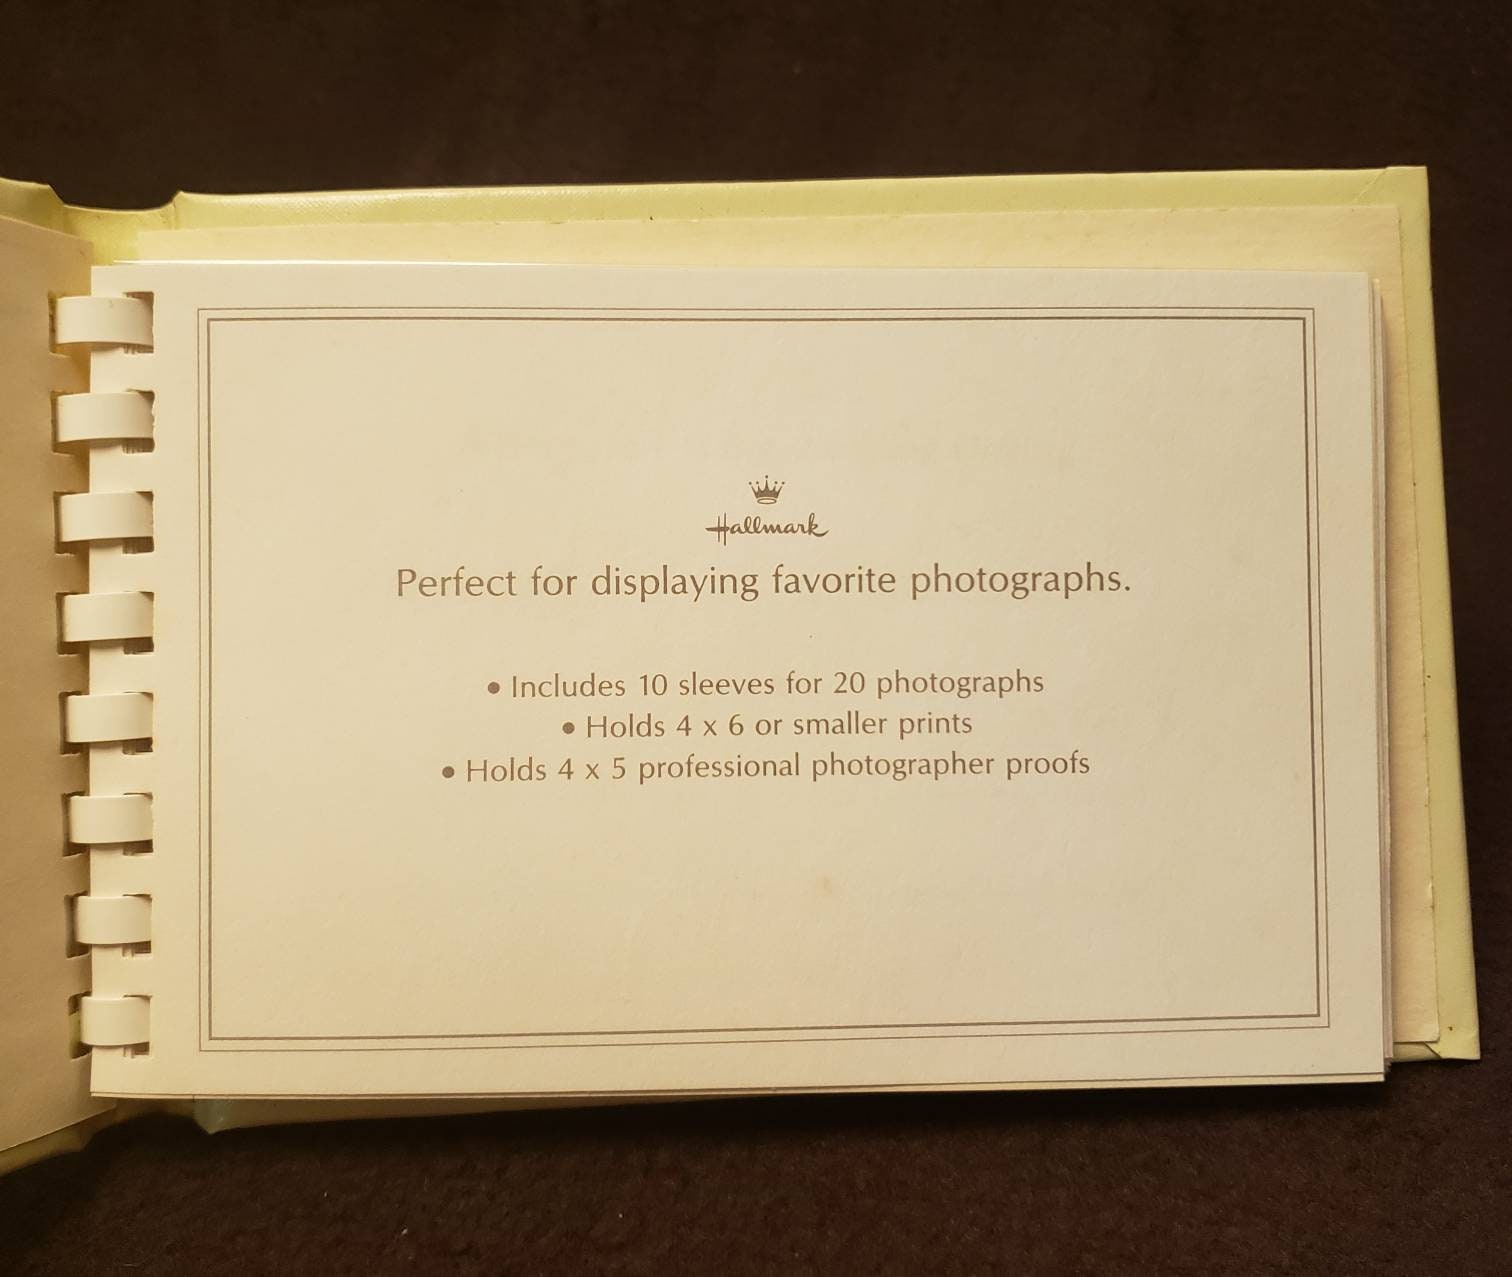 Hallmark
Perfect for displaying favorite photographs.
• Includes 10 sleeves for 20 photographs
• Holds 4 x 6 or smaller prints
• Holds 4 x 5 professional photographer proofs